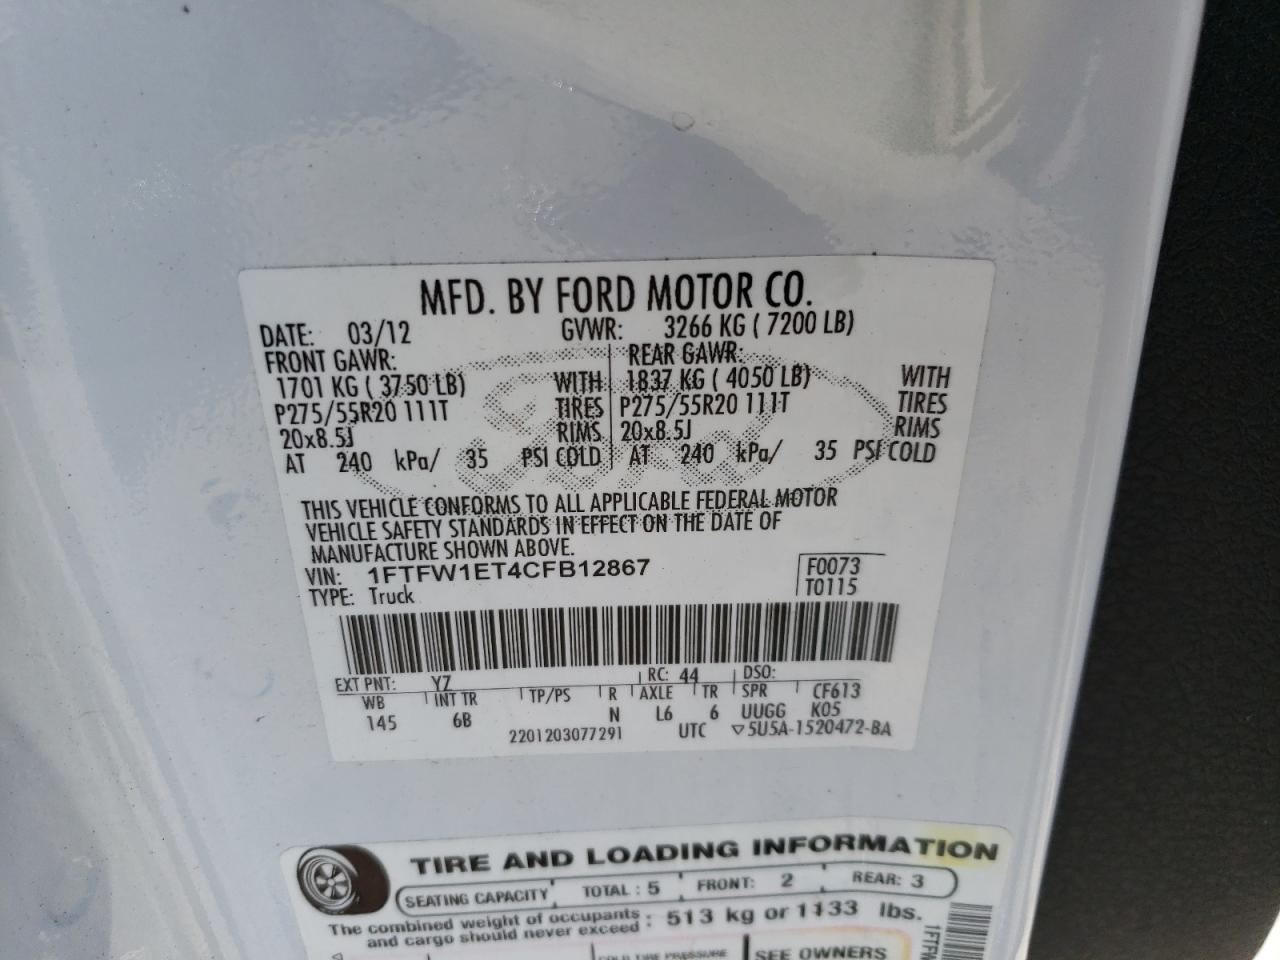 MFD. BY FORD MOTOR CO.
DATE: 03/12 GVWR: 3266 KG ( 7200 LB)
FRONT GAWR: REAR GAWR:
1701 KG ( 3750 LB) WITH 1837 KG ( 4050 LB) WITH
P275/55R20 111T TIRES P275/55R20 111T TIRES
20x8.5J RIMS 20x8.5J RIMS
AT 240 kPa/ 35 PSI COLD AT 240 kPa/ 35 PSI COLD
THIS VEHICLE CONFORMS TO ALL APPLICABLE FEDERAL MOTOR
VEHICLE SAFETY STANDARDS IN EFFECT ON THE DATE OF
MANUFACTURE SHOWN ABOVE.
VIN: 1FTFW1ET4CFB12867 F0073
TYPE: Truck T0115
EXT PNT: YZ RC: 44 DSO:
WB INT TR TP/PS R AXLE TR SPR CF613
145 6B N L6 6 UUGG K05
2201203077291 UTC ▽5U5A-1520472-BA
TIRE AND LOADING INFORMATION
SEATING CAPACITY TOTAL : 5 FRONT: 2 REAR: 3
The combined weight of occupants
and cargo should never exceed : 513 kg or 1133 lbs.
COLD TIRE PRESSURE SEE OWNERS
1FTFW